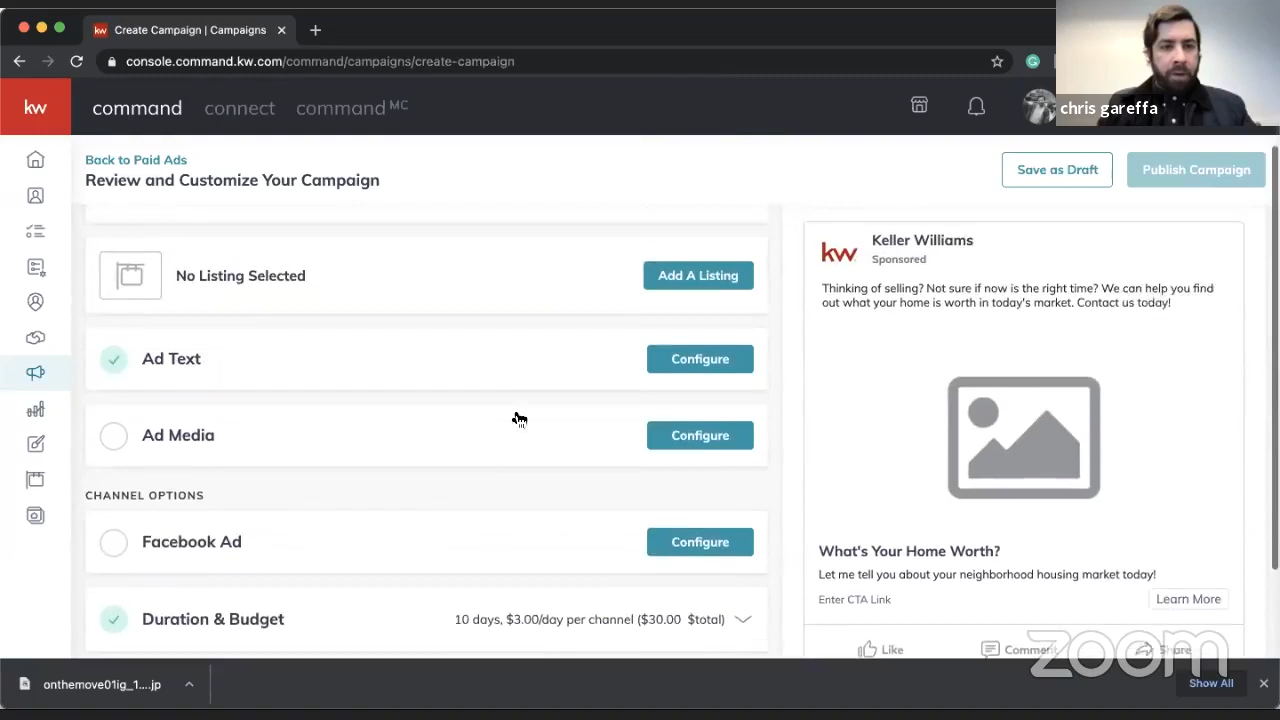 kw Create Campaign | Campaigns
console.command.kw.com/command/campaigns/create-campaign
kw command connect command MC
chris gareffa
Back to Paid Ads
Review and Customize Your Campaign
Save as Draft
Publish Campaign
No Listing Selected
Add A Listing
Ad Text
Configure
Ad Media
Configure
CHANNEL OPTIONS
Facebook Ad
Configure
Duration & Budget
10 days, $3.00/day per channel ($30.00 $total)
kw
Keller Williams
Sponsored
Thinking of selling? Not sure if now is the right time? We can help you find
out what your home is worth in today's market. Contact us today!
What's Your Home Worth?
Let me tell you about your neighborhood housing market today!
Enter CTA Link
Learn More
Like
Comment
Share
zoom
onthemove01ig_1....jp
Show All